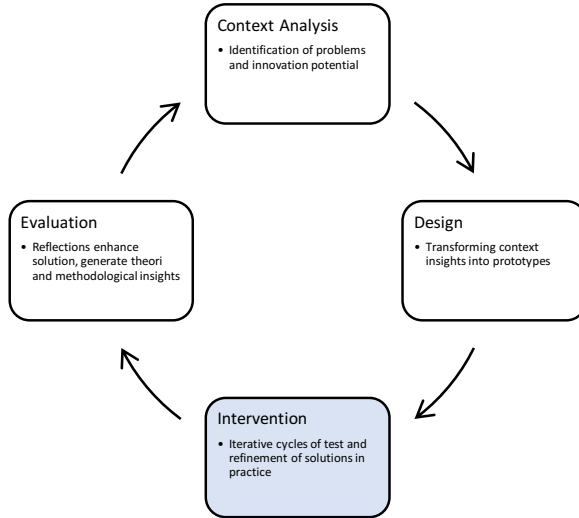 Context Analysis
• Identification of problems
and innovation potential
Evaluation
• Reflections enhance
solution, generate theori
and methodological insights
Design
• Transforming context
insights into prototypes
Intervention
• Iterative cycles of test and
refinement of solutions in
practice